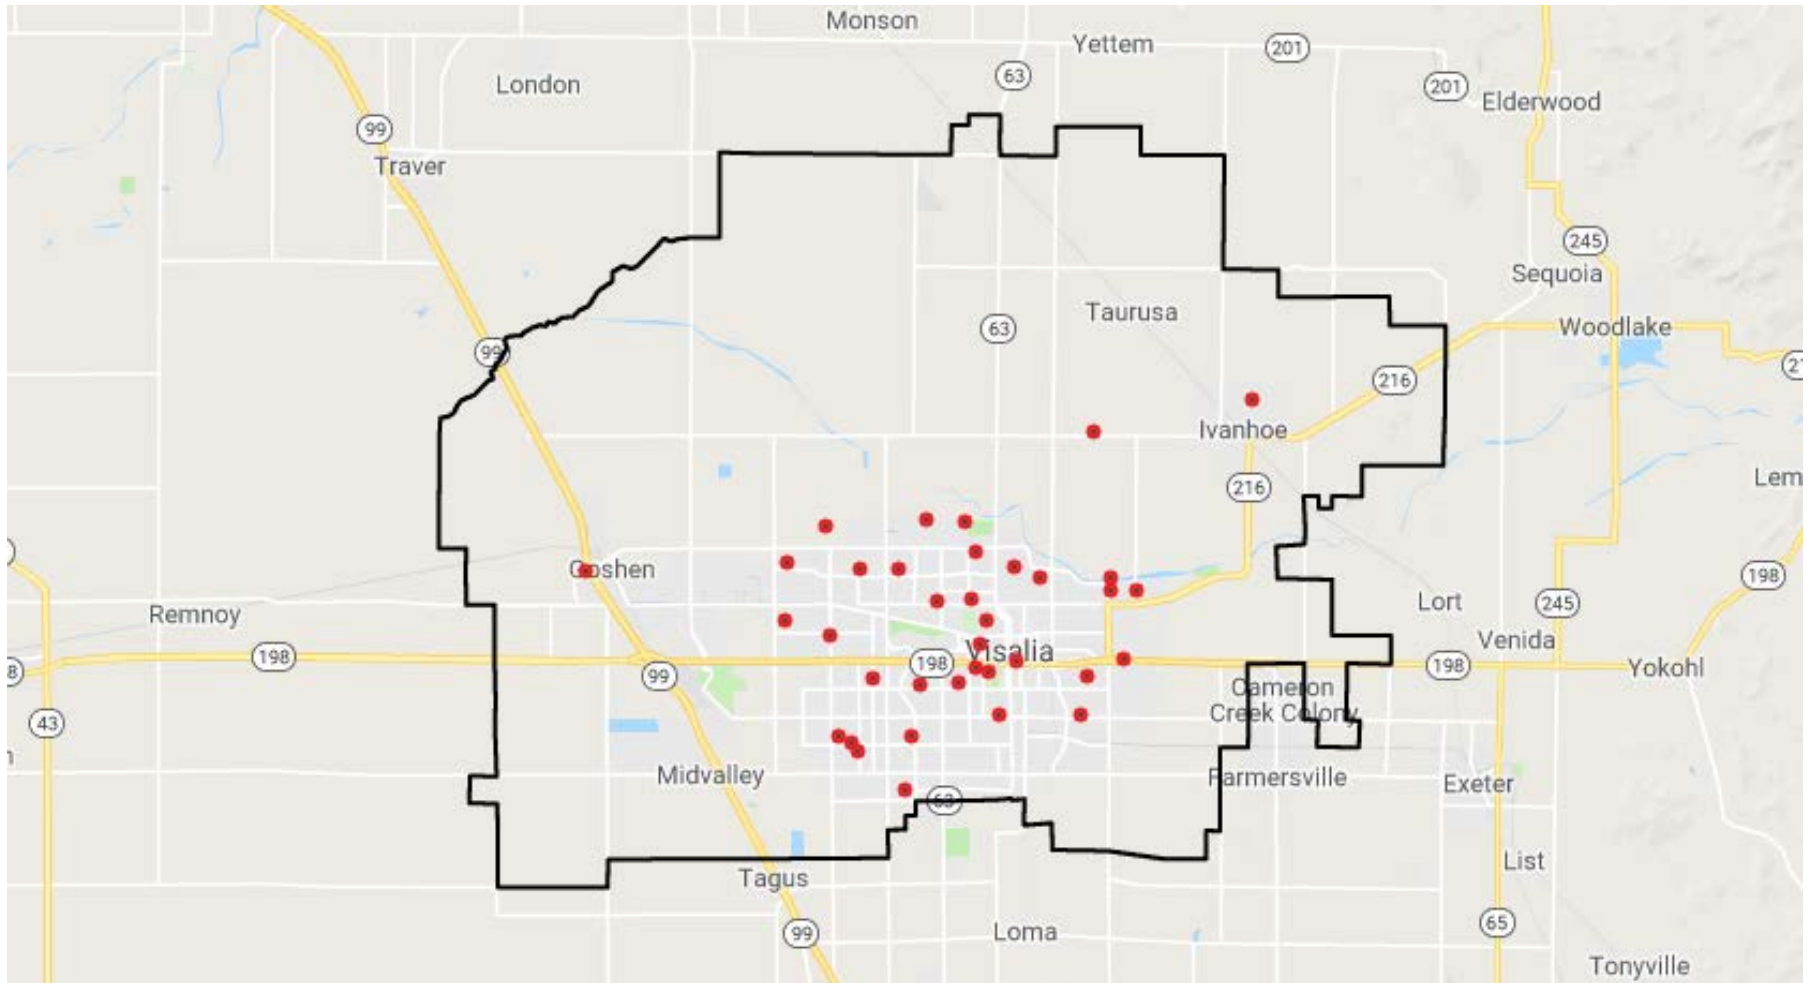 Monson
Yettem
201
63
London
201
Elderwood
99
Traver
245
Sequoia
Taurusa
63
Woodlake
99
216
Ivanhoe
216
Lem
Goshen
198
Remnoy
Lort
245
Venida
198
Visalia
198
198
Yokohl
99
Cameron
Creek Colony
43
Midvalley
Farmersville
Exeter
63
List
Tagus
99
Loma
65
Tonyville